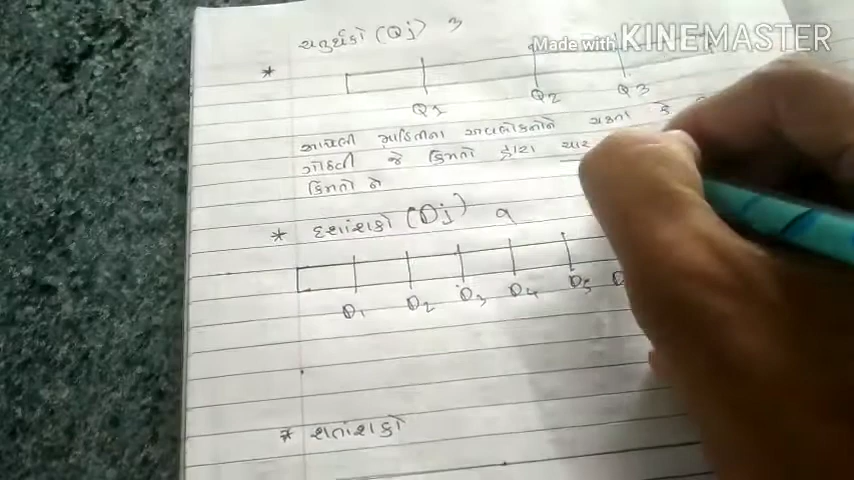 Made with KINEMASTER
ચતુર્થકો (Qj) 3
*
Q1 Q2 Q3
આપેલી માહિતીના અવલોકનોને ચડતા કે
ગોઠવી જે કિંમતો દ્વારા ચાર
કિંમતો ને
* દશાંશકો (Dj) 9
D1 D2 D3 D4 D5
* શતાંશકો